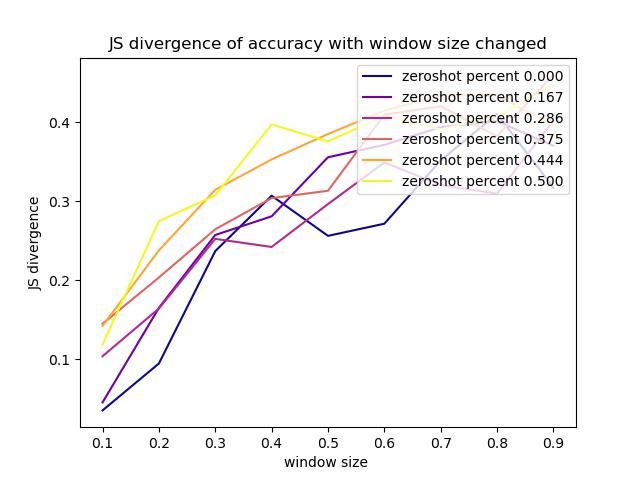 JS divergence of accuracy with window size changed
zeroshot percent 0.000
zeroshot percent 0.167
zeroshot percent 0.286
zeroshot percent 0.375
zeroshot percent 0.444
zeroshot percent 0.500
JS divergence
0.4
0.3
0.2
0.1
0.1 0.2 0.3 0.4 0.5 0.6 0.7 0.8 0.9
window size